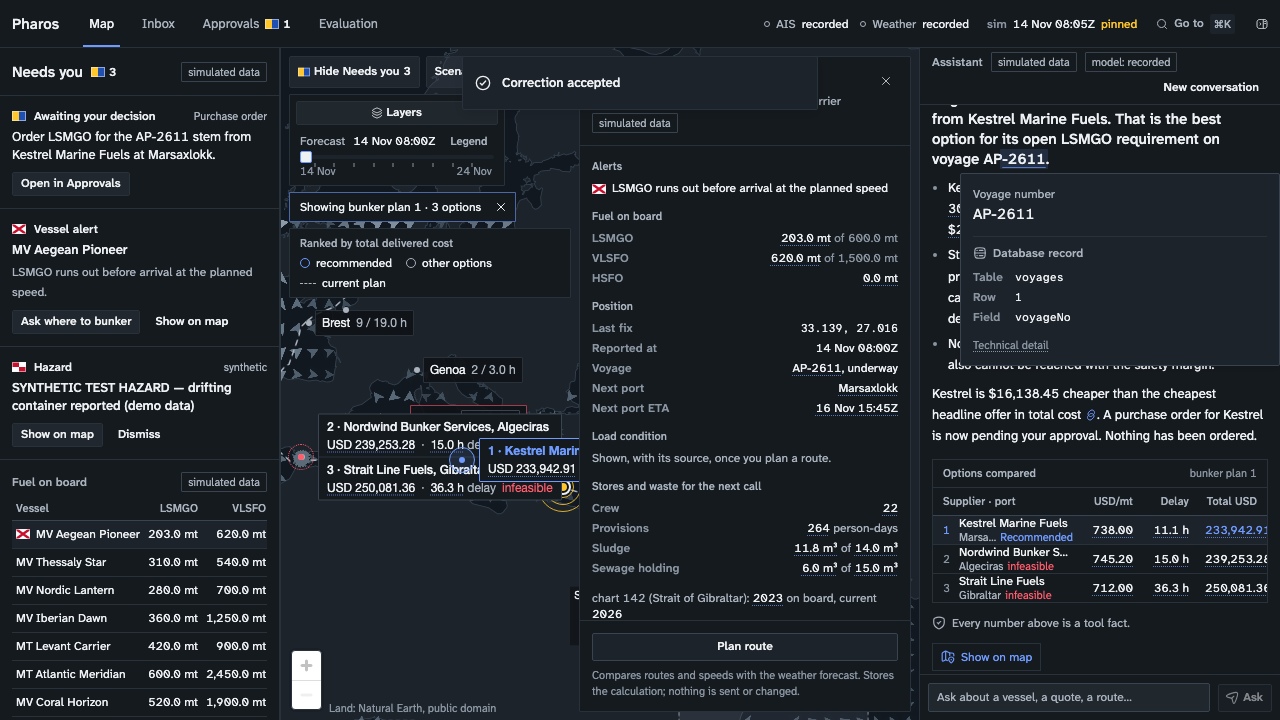 Pharos
Map
Inbox
Approvals 1
Evaluation
AIS recorded
Weather recorded
sim 14 Nov 08:05Z pinned
Go to ⌘K
Needs you 3
simulated data
Awaiting your decision
Purchase order
Order LSMGO for the AP-2611 stem from
Kestrel Marine Fuels at Marsaxlokk.
Open in Approvals
Vessel alert
MV Aegean Pioneer
LSMGO runs out before arrival at the planned
speed.
Ask where to bunker
Show on map
Hazard
synthetic
SYNTHETIC TEST HAZARD — drifting
container reported (demo data)
Show on map
Dismiss
Fuel on board
simulated data
Vessel LSMGO VLSFO
MV Aegean Pioneer 203.0 mt 620.0 mt
MV Thessaly Star 310.0 mt 540.0 mt
MV Nordic Lantern 280.0 mt 700.0 mt
MV Iberian Dawn 360.0 mt 1,250.0 mt
MT Levant Carrier 420.0 mt 900.0 mt
MT Atlantic Meridian 600.0 mt 2,450.0 mt
MV Coral Horizon 520.0 mt 1,900.0 mt
Hide Needs you 3
Scena
Correction accepted
Layers
Forecast 14 Nov 08:00Z Legend
14 Nov 24 Nov
Showing bunker plan 1 · 3 options
Ranked by total delivered cost
recommended
other options
current plan
Brest 9 / 19.0 h
Genoa 2 / 3.0 h
2 · Nordwind Bunker Services, Algeciras
USD 239,253.28 · 15.0 h de
1 · Kestrel Marin
USD 233,942.91
3 · Strait Line Fuels, Gibralta
USD 250,081.36 · 36.3 h delay infeasible
S
Land: Natural Earth, public domain
rrier
simulated data
Alerts
LSMGO runs out before arrival at the planned speed
Fuel on board
LSMGO 203.0 mt of 600.0 mt
VLSFO 620.0 mt of 1,500.0 mt
HSFO 0.0 mt
Position
Last fix 33.139, 27.016
Reported at 14 Nov 08:00Z
Voyage AP-2611, underway
Next port Marsaxlokk
Next port ETA 16 Nov 15:45Z
Load condition
Shown, with its source, once you plan a route.
Stores and waste for the next call
Crew 22
Provisions 264 person-days
Sludge 11.8 m³ of 14.0 m³
Sewage holding 6.0 m³ of 15.0 m³
chart 142 (Strait of Gibraltar): 2023 on board, current
2026
Plan route
Compares routes and speeds with the weather forecast. Stores
the calculation; nothing is sent or changed.
Assistant
simulated data
model: recorded
New conversation
from Kestrel Marine Fuels. That is the best
option for its open LSMGO requirement on
voyage AP-2611.
Ke
30
$2
St
pr
ca
de
No
also cannot be reached with the safety margin.
Voyage number
AP-2611
Database record
Table voyages
Row 1
Field voyageNo
Technical detail
Kestrel is $16,138.45 cheaper than the cheapest
headline offer in total cost. A purchase order for Kestrel
is now pending your approval. Nothing has been ordered.
Options compared
bunker plan 1
Supplier · port USD/mt Delay Total USD
1 Kestrel Marine Fuels 738.00 11.1 h 233,942.91
Marsa... Recommended
2 Nordwind Bunker S... 745.20 15.0 h 239,253.28
Algeciras infeasible
3 Strait Line Fuels 712.00 36.3 h 250,081.36
Gibraltar infeasible
Every number above is a tool fact.
Show on map
Ask about a vessel, a quote, a route...
Ask